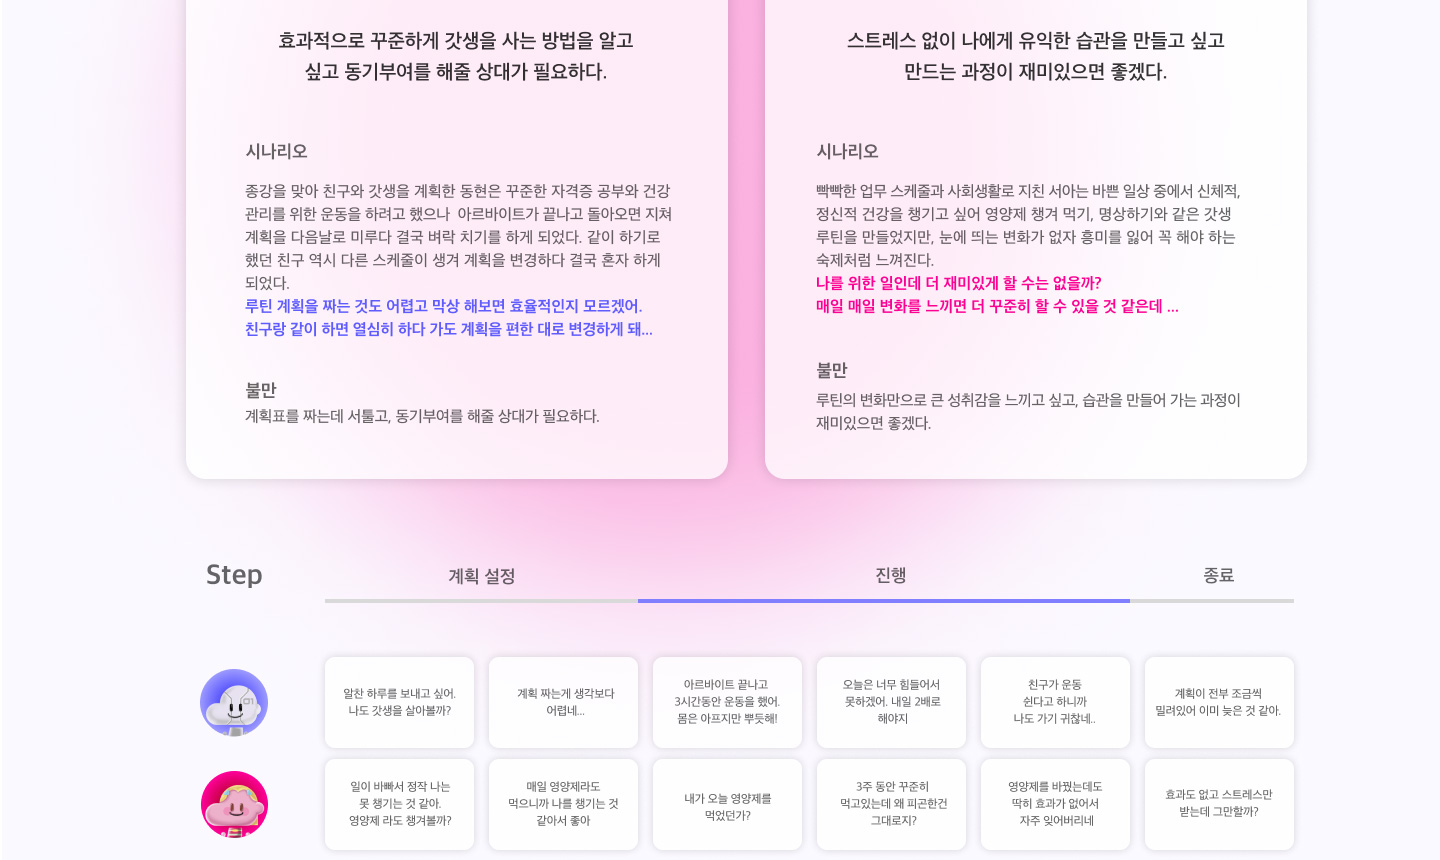 효과적으로 꾸준하게 갓생을 사는 방법을 알고
싶고 동기부여를 해줄 상대가 필요하다.
시나리오
종강을 맞아 친구와 갓생을 계획한 동현은 꾸준한 자격증 공부와 건강
관리를 위한 운동을 하려고 했으나 아르바이트가 끝나고 돌아오면 지쳐
계획을 다음날로 미루다 결국 벼락 치기를 하게 되었다. 같이 하기로
했던 친구 역시 다른 스케줄이 생겨 계획을 변경하다 결국 혼자 하게
되었다.
루틴 계획을 짜는 것도 어렵고 막상 해보면 효율적인지 모르겠어.
친구랑 같이 하면 열심히 하다 가도 계획을 편한 대로 변경하게 돼...
불만
계획표를 짜는데 서툴고, 동기부여를 해줄 상대가 필요하다.
스트레스 없이 나에게 유익한 습관을 만들고 싶고
만드는 과정이 재미있으면 좋겠다.
시나리오
빡빡한 업무 스케줄과 사회생활로 지친 서아는 바쁜 일상 중에서 신체적,
정신적 건강을 챙기고 싶어 영양제 챙겨 먹기, 명상하기와 같은 갓생
루틴을 만들었지만, 눈에 띄는 변화가 없자 흥미를 잃어 꼭 해야 하는
숙제처럼 느껴진다.
나를 위한 일인데 더 재미있게 할 수는 없을까?
매일 매일 변화를 느끼면 더 꾸준히 할 수 있을 것 같은데 ...
불만
루틴의 변화만으로 큰 성취감을 느끼고 싶고, 습관을 만들어 가는 과정이
재미있으면 좋겠다.
Step
계획 설정
진행
종료
알찬 하루를 보내고 싶어.
나도 갓생을 살아볼까?
계획 짜는게 생각보다
어렵네...
아르바이트 끝나고
3시간동안 운동을 했어.
몸은 아프지만 뿌듯해!
오늘은 너무 힘들어서
못하겠어. 내일 2배로
해야지
친구가 운동
쉰다고 하니까
나도 가기 귀찮네..
계획이 전부 조금씩
밀려있어 이미 늦은 것 같아.
일이 바빠서 정작 나는
못 챙기는 것 같아.
영양제 라도 챙겨볼까?
매일 영양제라도
먹으니까 나를 챙기는 것
같아서 좋아
내가 오늘 영양제를
먹었던가?
3주 동안 꾸준히
먹고있는데 왜 피곤한건
그대로지?
영양제를 바꿨는데도
딱히 효과가 없어서
자주 잊어버리네
효과도 없고 스트레스만
받는데 그만할까?